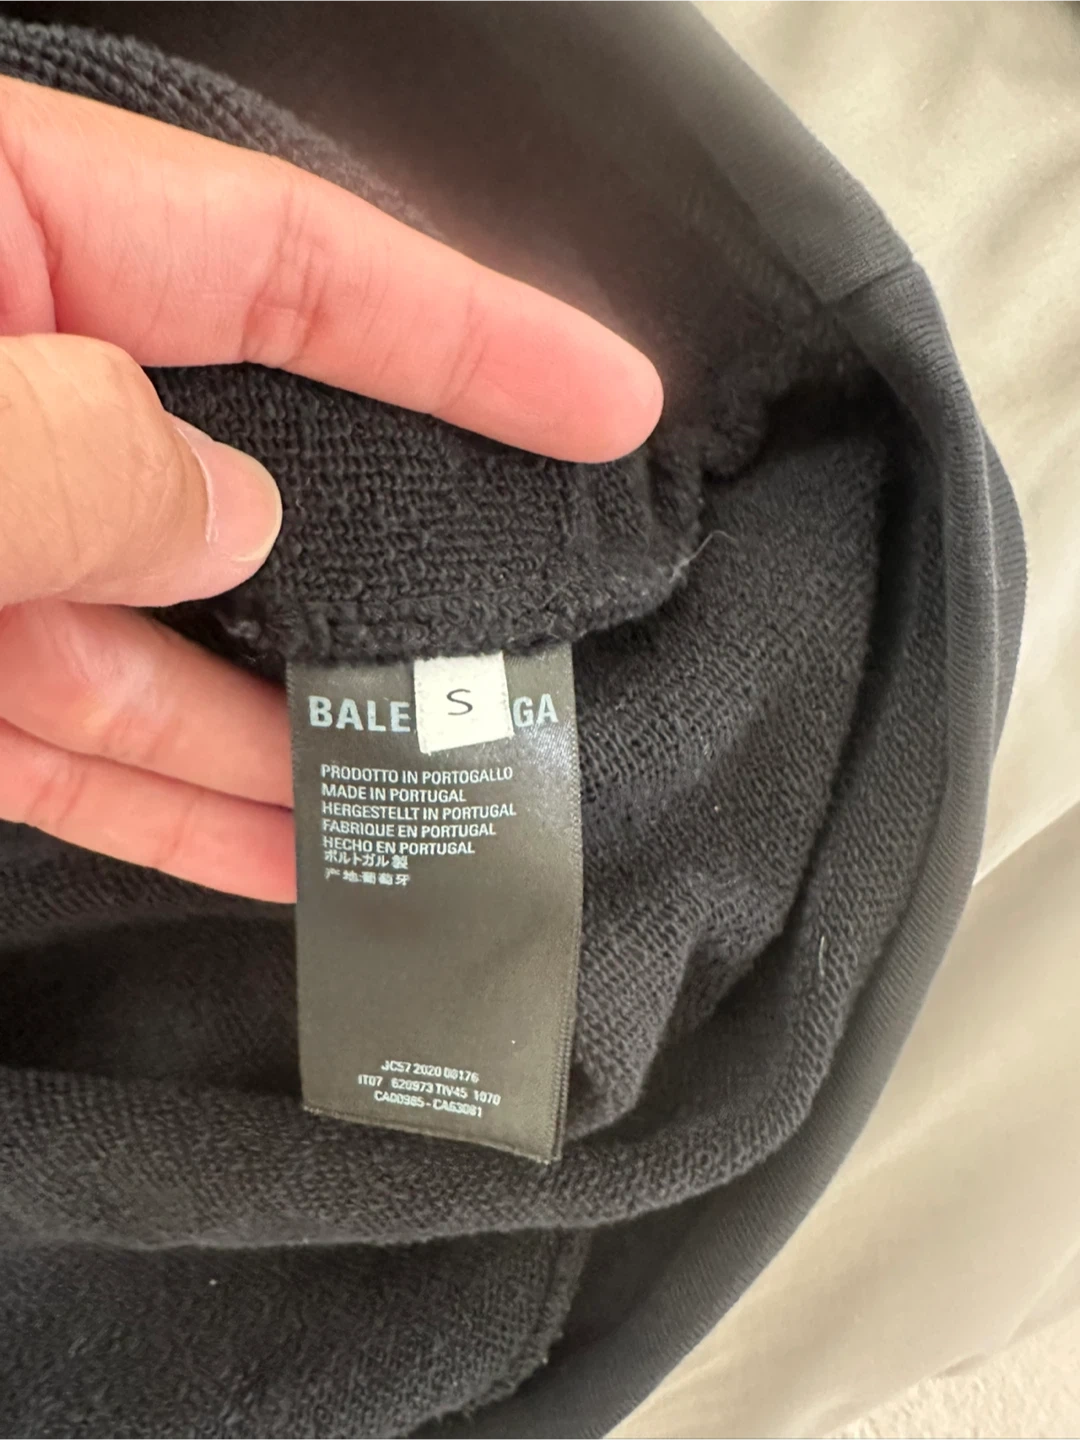 BALE S GA
PRODOTTO IN PORTOGALLO
MADE IN PORTUGAL
HERGESTELLT IN PORTUGAL
FABRIQUE EN PORTUGAL
HECHO EN PORTUGAL
ポルトガル製
产地:葡萄牙
JC57 2020 00176
IT07 620973 TIV45 1070
CAD0985 - CA63081